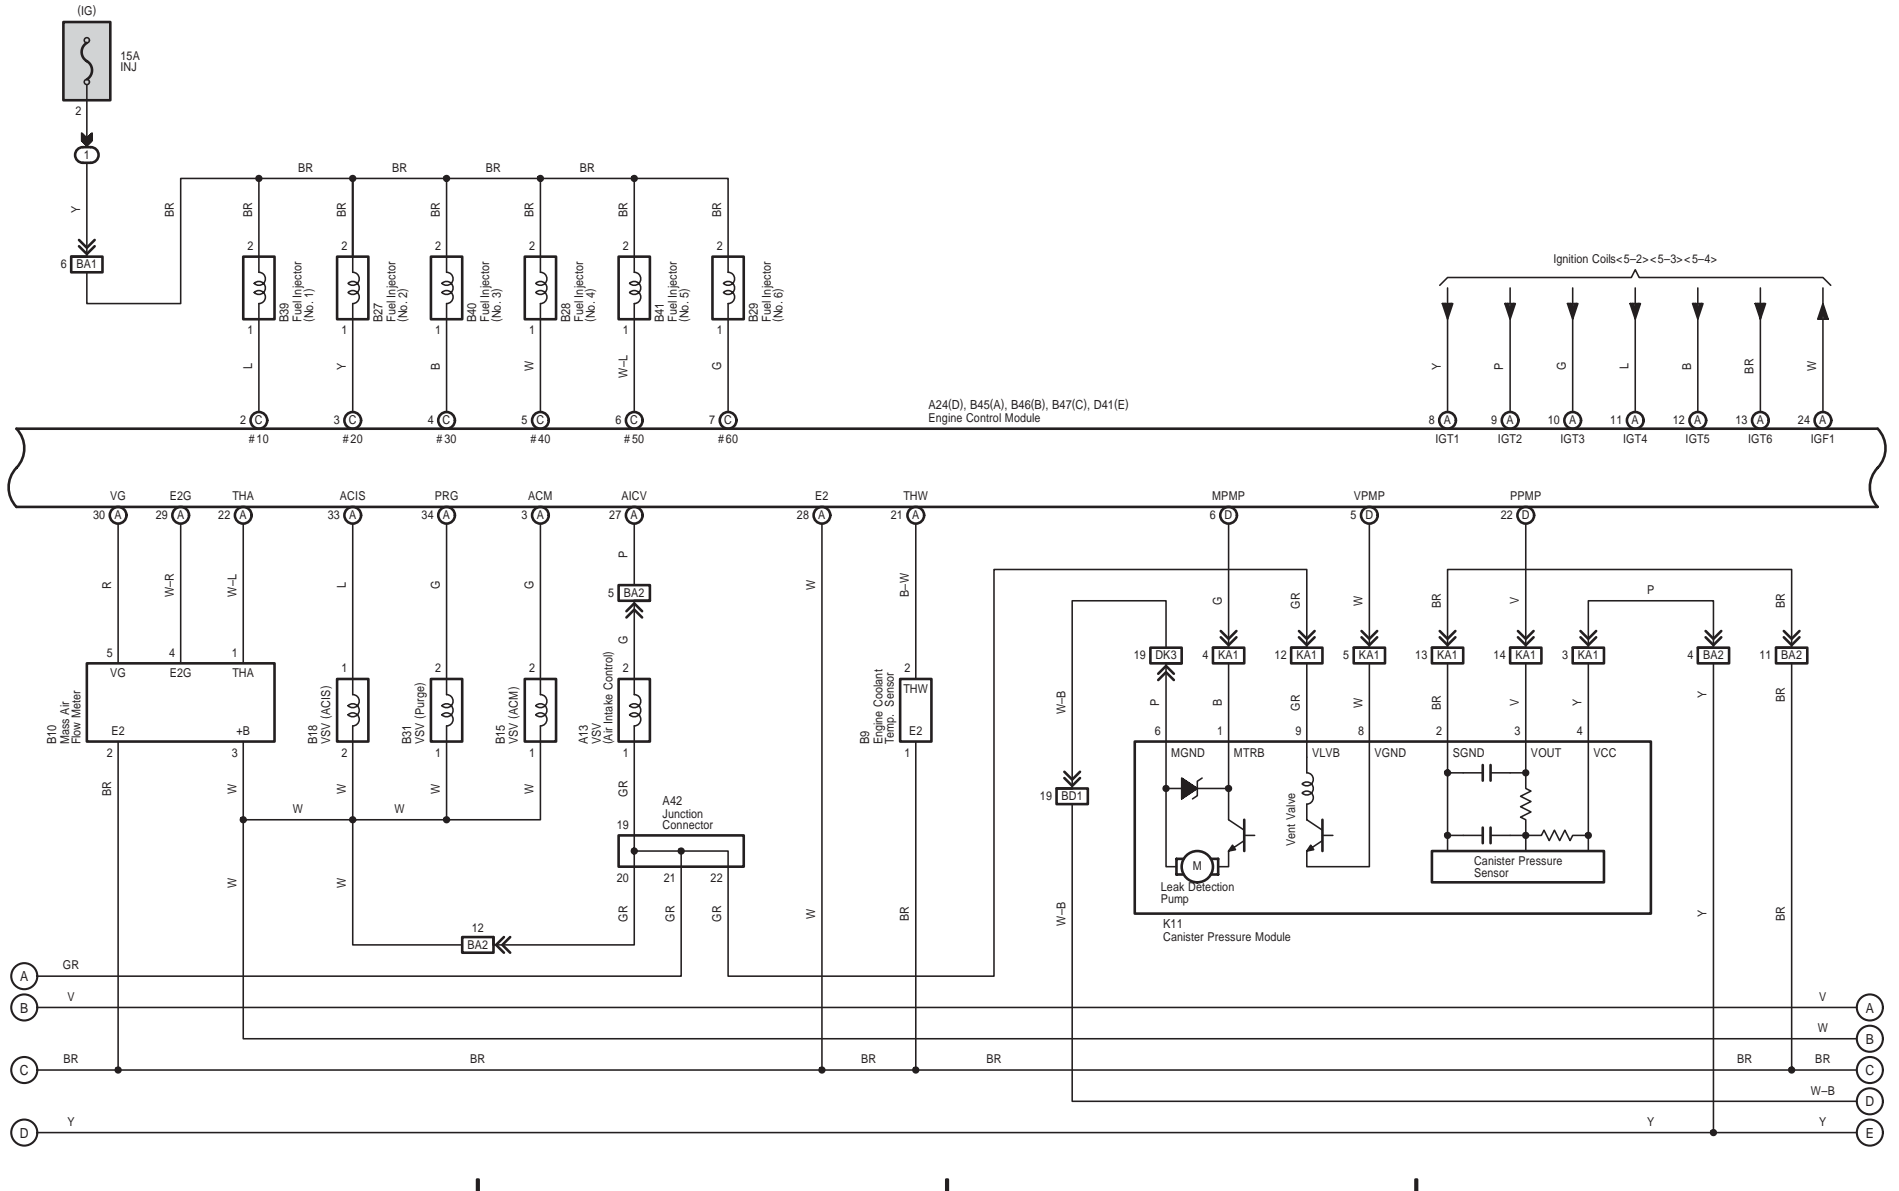 (IG)
15A
INJ
2
1
BR BR BR BR
Y BR BR BR BR BR BR BR
6 BA1
2 2 2 2 2 2
B39
Fuel Injector
(No. 1)
B27
Fuel Injector
(No. 2)
B40
Fuel Injector
(No. 3)
B28
Fuel Injector
(No. 4)
B41
Fuel Injector
(No. 5)
B29
Fuel Injector
(No. 6)
1 1 1 1 1 1
L Y B W W–L G
Ignition Coils<5–2><5–3><5–4>
Y P G L B BR W
A24(D), B45(A), B46(B), B47(C), D41(E)
Engine Control Module
2 C 3 C 4 C 5 C 6 C 7 C
8 A 9 A 10 A 11 A 12 A 13 A 24 A
#10 #20 #30 #40 #50 #60
IGT1 IGT2 IGT3 IGT4 IGT5 IGT6 IGF1
VG E2G THA ACIS PRG ACM AICV E2 THW MPMP VPMP PPMP
30 A 29 A 22 A 33 A 34 A 3 A 27 A 28 A 21 A 6 D 5 D 22 D
P
R W–R W–L L G G W B–W
5 BA2
G
G GR W BR V P BR
5 4 1 1 2 2 2 2
19 DK3 4 KA1 12 KA1 5 KA1 13 KA1 14 KA1 3 KA1 4 BA2 11 BA2
VG E2G THA
E2 +B
B10
Mass Air
Flow Meter
B18
VSV (ACIS)
B31
VSV (Purge)
B15
VSV (ACM)
A13
VSV
(Air Intake Control)
B9
Engine Coolant
Temp. Sensor
THW
E2
W–B P B GR W BR V Y Y BR
2 3 2 1 1 1 1
6 1 9 8 2 3 4
MGND MTRB VLVB VGND SGND VOUT VCC
BR W W W W GR
W W
19 BD1
A42
Junction
Connector
19
20 21 22
Vent Valve
M
Leak Detection
Pump
Canister Pressure
Sensor
K11
Canister Pressure Module
W W GR GR GR W BR W–B Y BR
12
BA2
A GR
B V V A
W B
C BR BR BR BR BR BR C
W–B D
D Y Y Y E